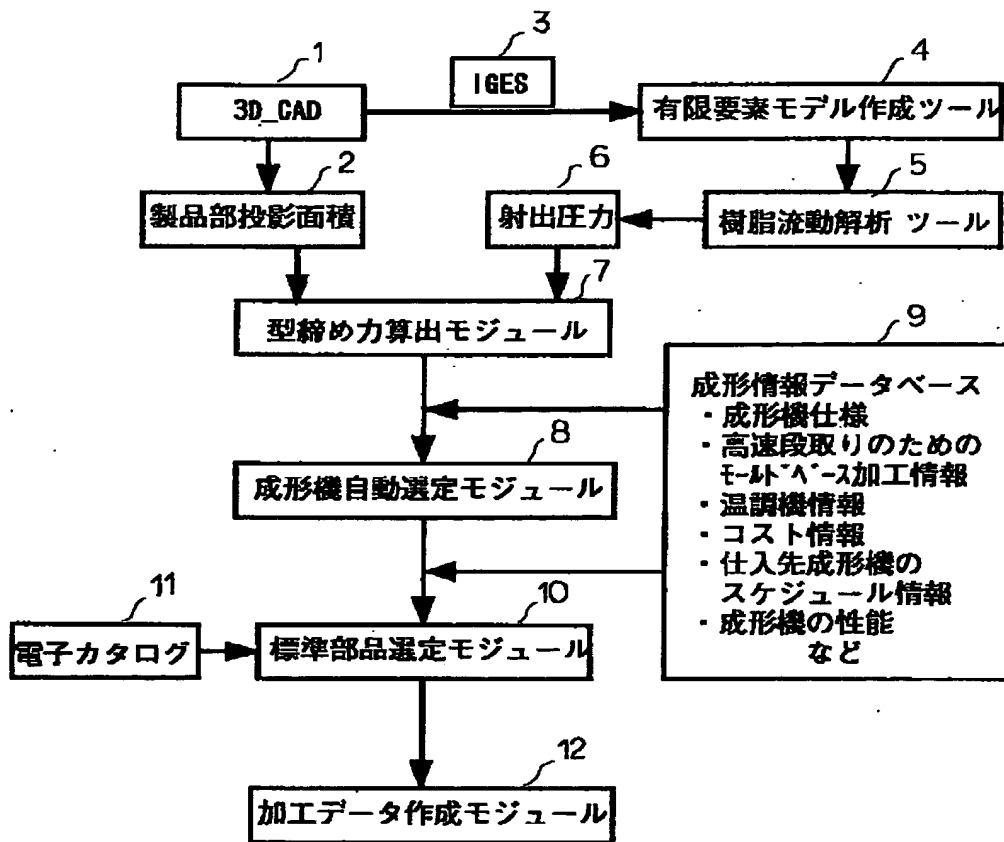 3
1
IGES
4
3D_CAD
有限要素モデル作成ツール
2
6
5
製品部投影面積
射出圧力
樹脂流動解析 ツール
7
型締め力算出モジュール
9
成形情報データベース
・成形機仕様
・高速段取りのための
モールドベース加工情報
・温調機情報
・コスト情報
・仕入先成形機の
スケジュール情報
・成形機の性能
など
8
成形機自動選定モジュール
11
10
電子カタログ
標準部品選定モジュール
12
加工データ作成モジュール